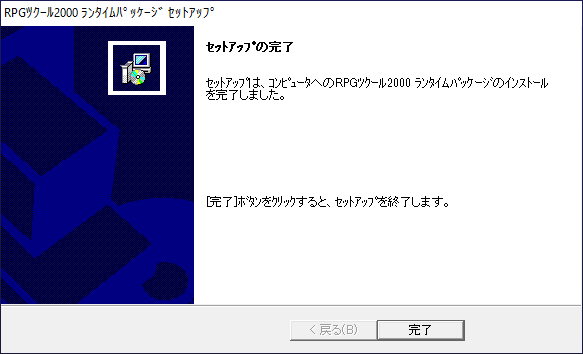 RPGﾂｸｰﾙ2000 ﾗﾝﾀｲﾑﾊﾟｯｹｰｼﾞ ｾｯﾄｱｯﾌﾟ
ｾｯﾄｱｯﾌﾟの完了
ｾｯﾄｱｯﾌﾟは、ｺﾝﾋﾟｭｰﾀへのRPGﾂｸｰﾙ2000 ﾗﾝﾀｲﾑﾊﾟｯｹｰｼﾞのインストール
を完了しました。
[完了]ﾎﾞﾀﾝをｸﾘｯｸすると、ｾｯﾄｱｯﾌﾟを終了します。
< 戻る(B)
完了